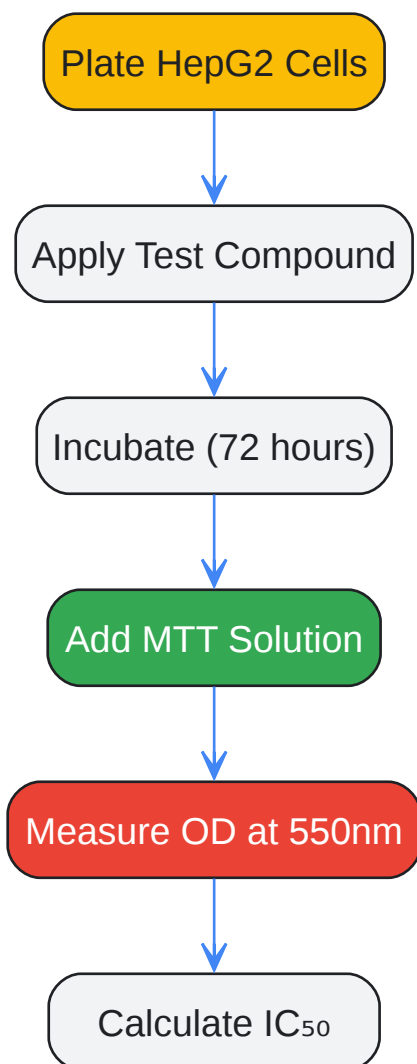 Plate HepG2 Cells
Apply Test Compound
Incubate (72 hours)
Add MTT Solution
Measure OD at 550nm
Calculate IC₅₀